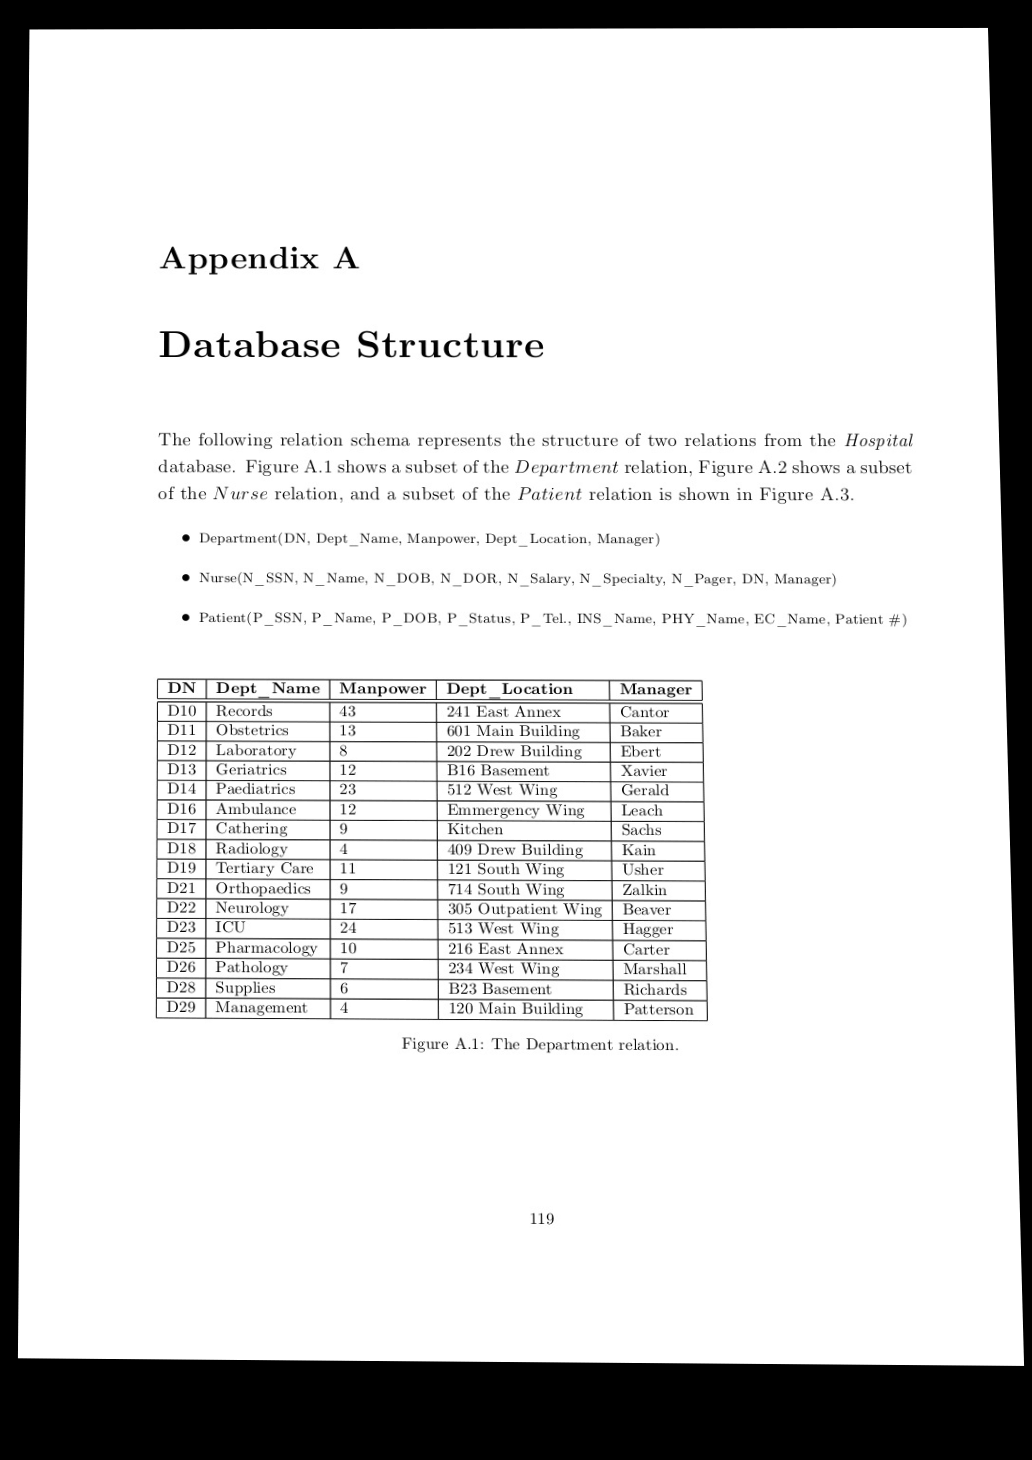 Appendix A
Database Structure
The following relation schema represents the structure of two relations from the Hospital
database. Figure A.1 shows a subset of the Department relation, Figure A.2 shows a subset
of the Nurse relation, and a subset of the Patient relation is shown in Figure A.3.
• Department(DN, Dept_Name, Manpower, Dept_Location, Manager)
• Nurse(N_SSN, N_Name, N_DOB, N_DOR, N_Salary, N_Specialty, N_Pager, DN, Manager)
• Patient(P_SSN, P_Name, P_DOB, P_Status, P_Tel., INS_Name, PHY_Name, EC_Name, Patient #)
DN Dept_Name Manpower Dept_Location Manager
D10 Records 43 241 East Annex Cantor
D11 Obstetrics 13 601 Main Building Baker
D12 Laboratory 8 202 Drew Building Ebert
D13 Geriatrics 12 B16 Basement Xavier
D14 Paediatrics 23 512 West Wing Gerald
D16 Ambulance 12 Emmergency Wing Leach
D17 Cathering 9 Kitchen Sachs
D18 Radiology 4 409 Drew Building Kain
D19 Tertiary Care 11 121 South Wing Usher
D21 Orthopaedics 9 714 South Wing Zalkin
D22 Neurology 17 305 Outpatient Wing Beaver
D23 ICU 24 513 West Wing Hagger
D25 Pharmacology 10 216 East Annex Carter
D26 Pathology 7 234 West Wing Marshall
D28 Supplies 6 B23 Basement Richards
D29 Management 4 120 Main Building Patterson
Figure A.1: The Department relation.
119